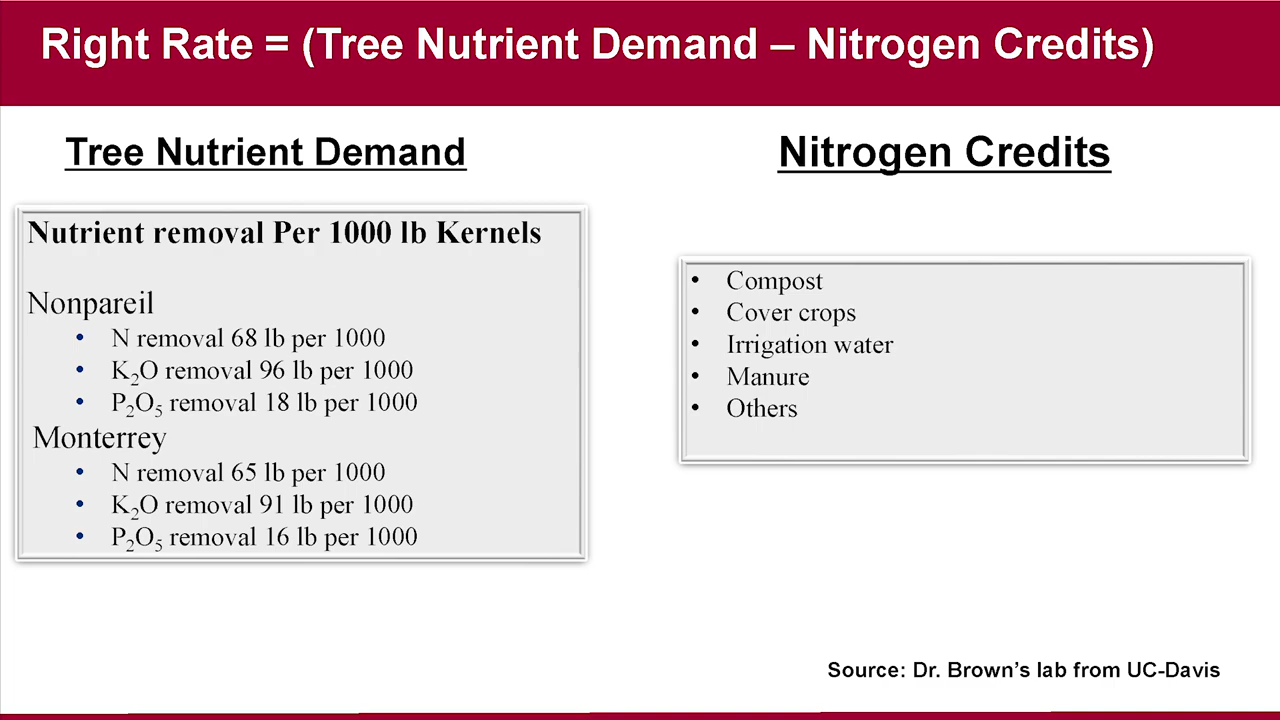 Right Rate = (Tree Nutrient Demand – Nitrogen Credits)
Tree Nutrient Demand
Nutrient removal Per 1000 lb Kernels
Nonpareil
• N removal 68 lb per 1000
• K₂O removal 96 lb per 1000
• P₂O₅ removal 18 lb per 1000
Monterrey
• N removal 65 lb per 1000
• K₂O removal 91 lb per 1000
• P₂O₅ removal 16 lb per 1000
Nitrogen Credits
• Compost
• Cover crops
• Irrigation water
• Manure
• Others
Source: Dr. Brown’s lab from UC-Davis